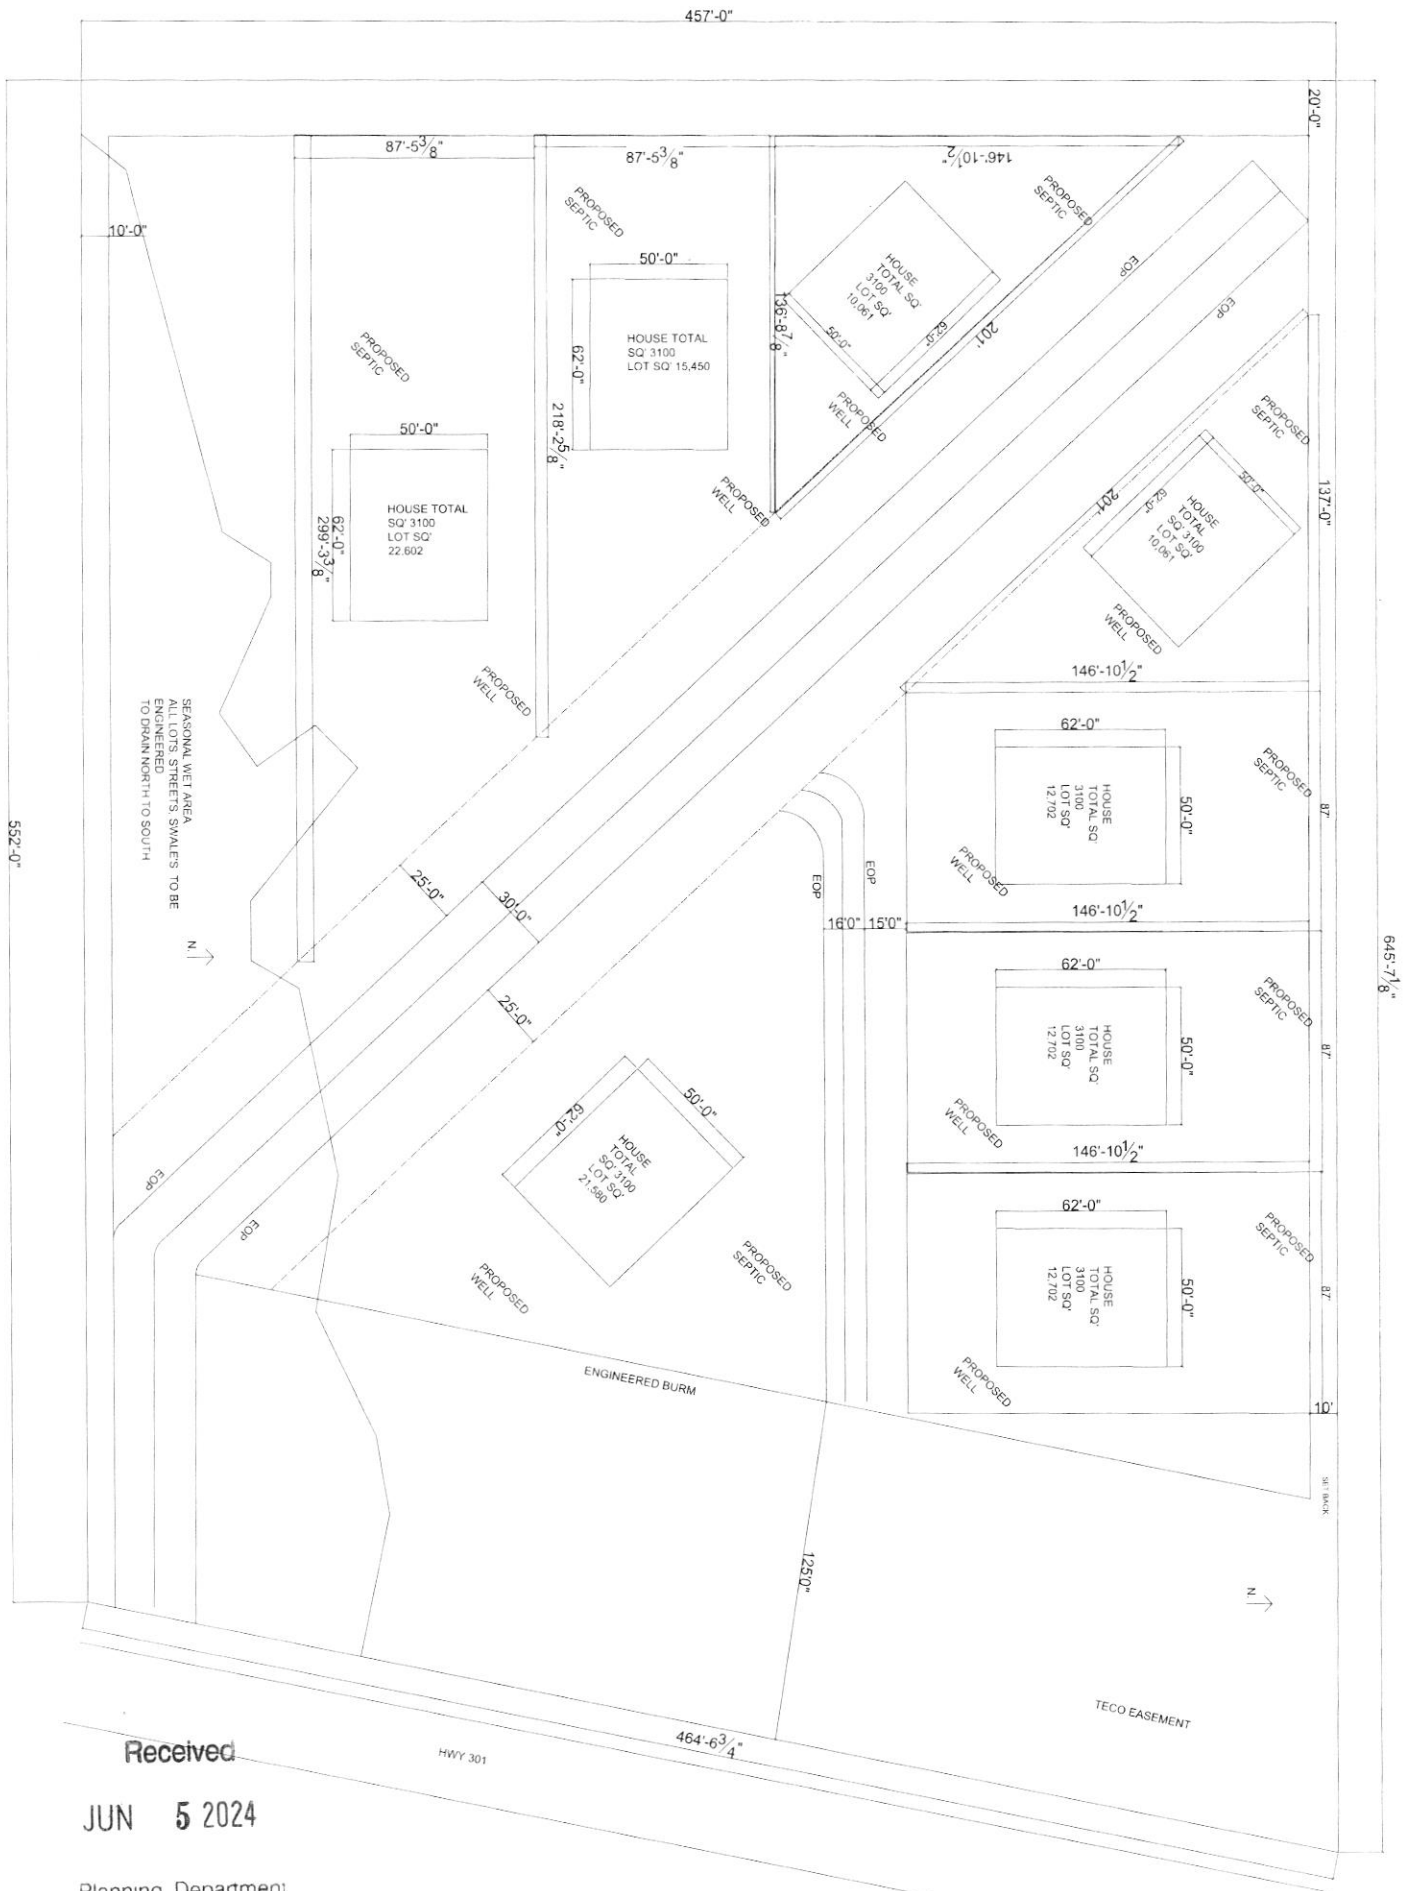 457'-0"
20'-0"
87'-5 3/8"
87'-5 3/8"
146'-10 1/2"
PROPOSED
SEPTIC
PROPOSED
SEPTIC
10'-0"
50'-0"
HOUSE
TOTAL SQ'
3100
LOT SQ'
10,061
EOP
EOP
136'-8 7/8"
50'-0"
62'-0"
201'
PROPOSED
SEPTIC
62'-0"
HOUSE TOTAL
SQ' 3100
LOT SQ' 15,450
PROPOSED
WELL
PROPOSED
SEPTIC
50'-0"
218'-2 5/8"
PROPOSED
WELL
201'
62'-0"
50'-0"
HOUSE
TOTAL
SQ' 3100
LOT SQ'
10,061
137'-0"
62'-0"
299'-3 3/8"
HOUSE TOTAL
SQ' 3100
LOT SQ'
22.602
PROPOSED
WELL
PROPOSED
WELL
146'-10 1/2"
SEASONAL WET AREA
ALL LOTS, STREETS, SWALE'S TO BE
ENGINEERED
TO DRAIN NORTH TO SOUTH
62'-0"
HOUSE
TOTAL SQ'
3100
LOT SQ'
12.702
50'-0"
PROPOSED
SEPTIC
87'
PROPOSED
WELL
552'-0"
25'-0"
30'-0"
EOP
EOP
16'0"
15'0"
146'-10 1/2"
N.
645'-7 1/8"
62'-0"
25'-0"
HOUSE
TOTAL SQ'
3100
LOT SQ'
12.702
50'-0"
PROPOSED
SEPTIC
87'
PROPOSED
WELL
62'-0"
50'-0"
HOUSE
TOTAL
SQ' 3100
LOT SQ'
21.580
146'-10 1/2"
EOP
EOP
62'-0"
HOUSE
TOTAL SQ'
3100
LOT SQ'
12.702
50'-0"
PROPOSED
SEPTIC
87'
PROPOSED
SEPTIC
PROPOSED
WELL
PROPOSED
WELL
ENGINEERED BURM
10'
SET BACK
125'0"
N.
TECO EASEMENT
464'-6 3/4"
HWY 301
Received
JUN 5 2024
Planning Department